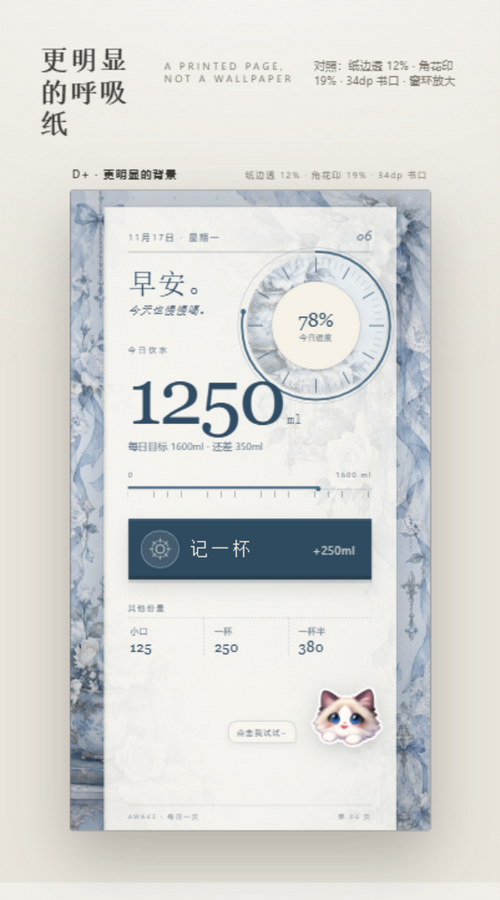 更明显
的呼吸
纸
A PRINTED PAGE,
NOT A WALLPAPER
对照：纸边透 12% · 角花印
19% · 34dp 书口 · 窗环放大
D+ · 更明显的背景
纸边透 12% · 角花印 19% · 34dp 书口
11月17日 · 星期一
06
早安。
今天也慢慢喝。
78%
今日进度
今日饮水
1250 ml
每日目标 1600ml · 还差 350ml
0
1600 ml
记一杯
+250ml
其他份量
小口
125
一杯
250
一杯半
380
点击我试试~
AWAKE · 每日一页
第 06 页